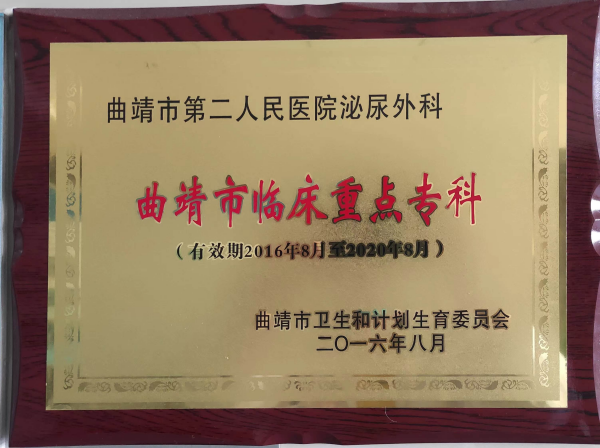 曲靖市第二人民医院泌尿外科
曲靖市临床重点专科
（有效期2016年8月至2020年8月）
曲靖市卫生和计划生育委员会
二〇一六年八月